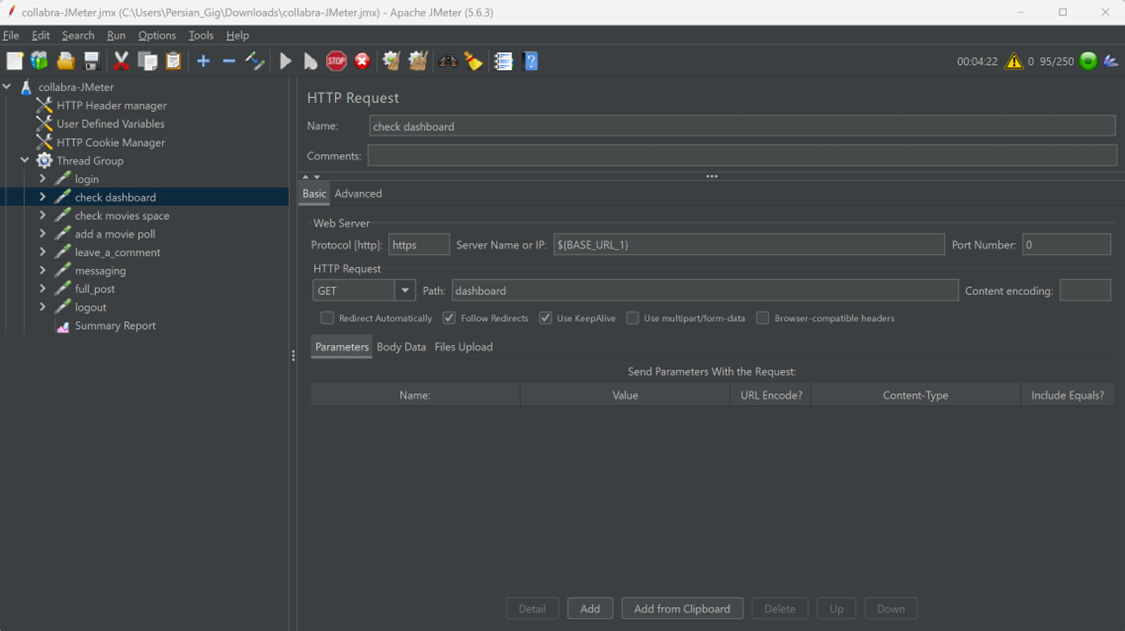 collabra-JMeter.jmx (C:\Users\Persian_Gig\Downloads\collabra-JMeter.jmx) - Apache JMeter (5.6.3)
File Edit Search Run Options Tools Help
STOP ? 00:04:22 0 95/250
collabra-JMeter
HTTP Header manager
User Defined Variables
HTTP Cookie Manager
Thread Group
login
check dashboard
check movies space
add a movie poll
leave_a_comment
messaging
full_post
logout
Summary Report
HTTP Request
Name: check dashboard
Comments:
Basic Advanced
Web Server
Protocol [http]: https Server Name or IP: ${BASE_URL_1} Port Number: 0
HTTP Request
GET Path: dashboard Content encoding:
Redirect Automatically Follow Redirects Use KeepAlive Use multipart/form-data Browser-compatible headers
Parameters Body Data Files Upload
Send Parameters With the Request:
Name: Value URL Encode? Content-Type Include Equals?
Detail Add Add from Clipboard Delete Up Down